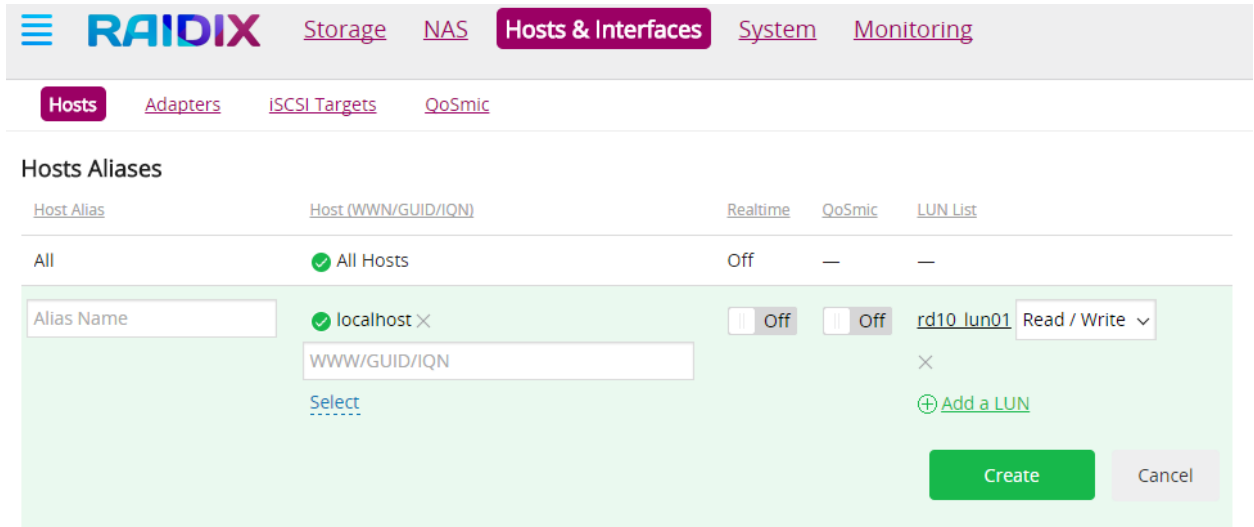 RAIDIX Storage NAS Hosts & Interfaces System Monitoring
Hosts Adapters iSCSI Targets QoSmic
Hosts Aliases
Host Alias Host (WWN/GUID/IQN) Realtime QoSmic LUN List
All All Hosts Off — —
Alias Name localhost Off Off rd10_lun01 Read / Write
WWW/GUID/IQN
Select Add a LUN
Create Cancel